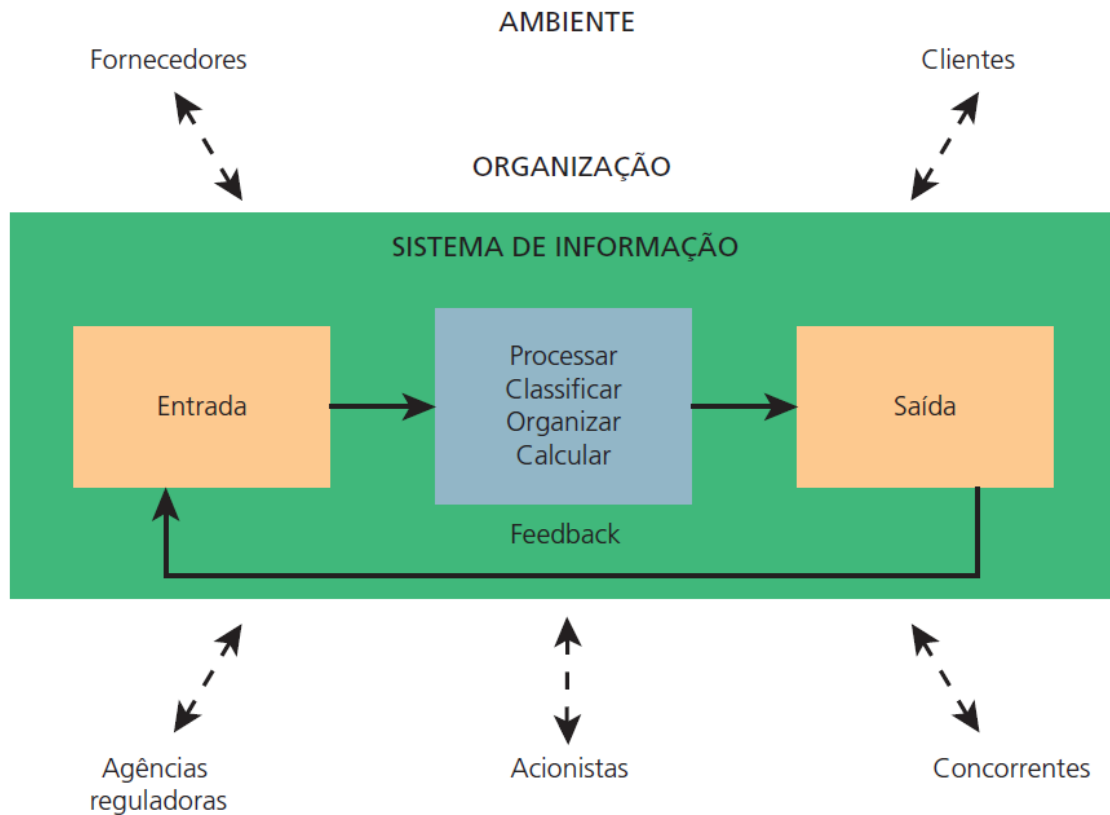 AMBIENTE
Fornecedores
Clientes
ORGANIZAÇÃO
SISTEMA DE INFORMAÇÃO
Entrada
Processar
Classificar
Organizar
Calcular
Saída
Feedback
Agências
reguladoras
Acionistas
Concorrentes